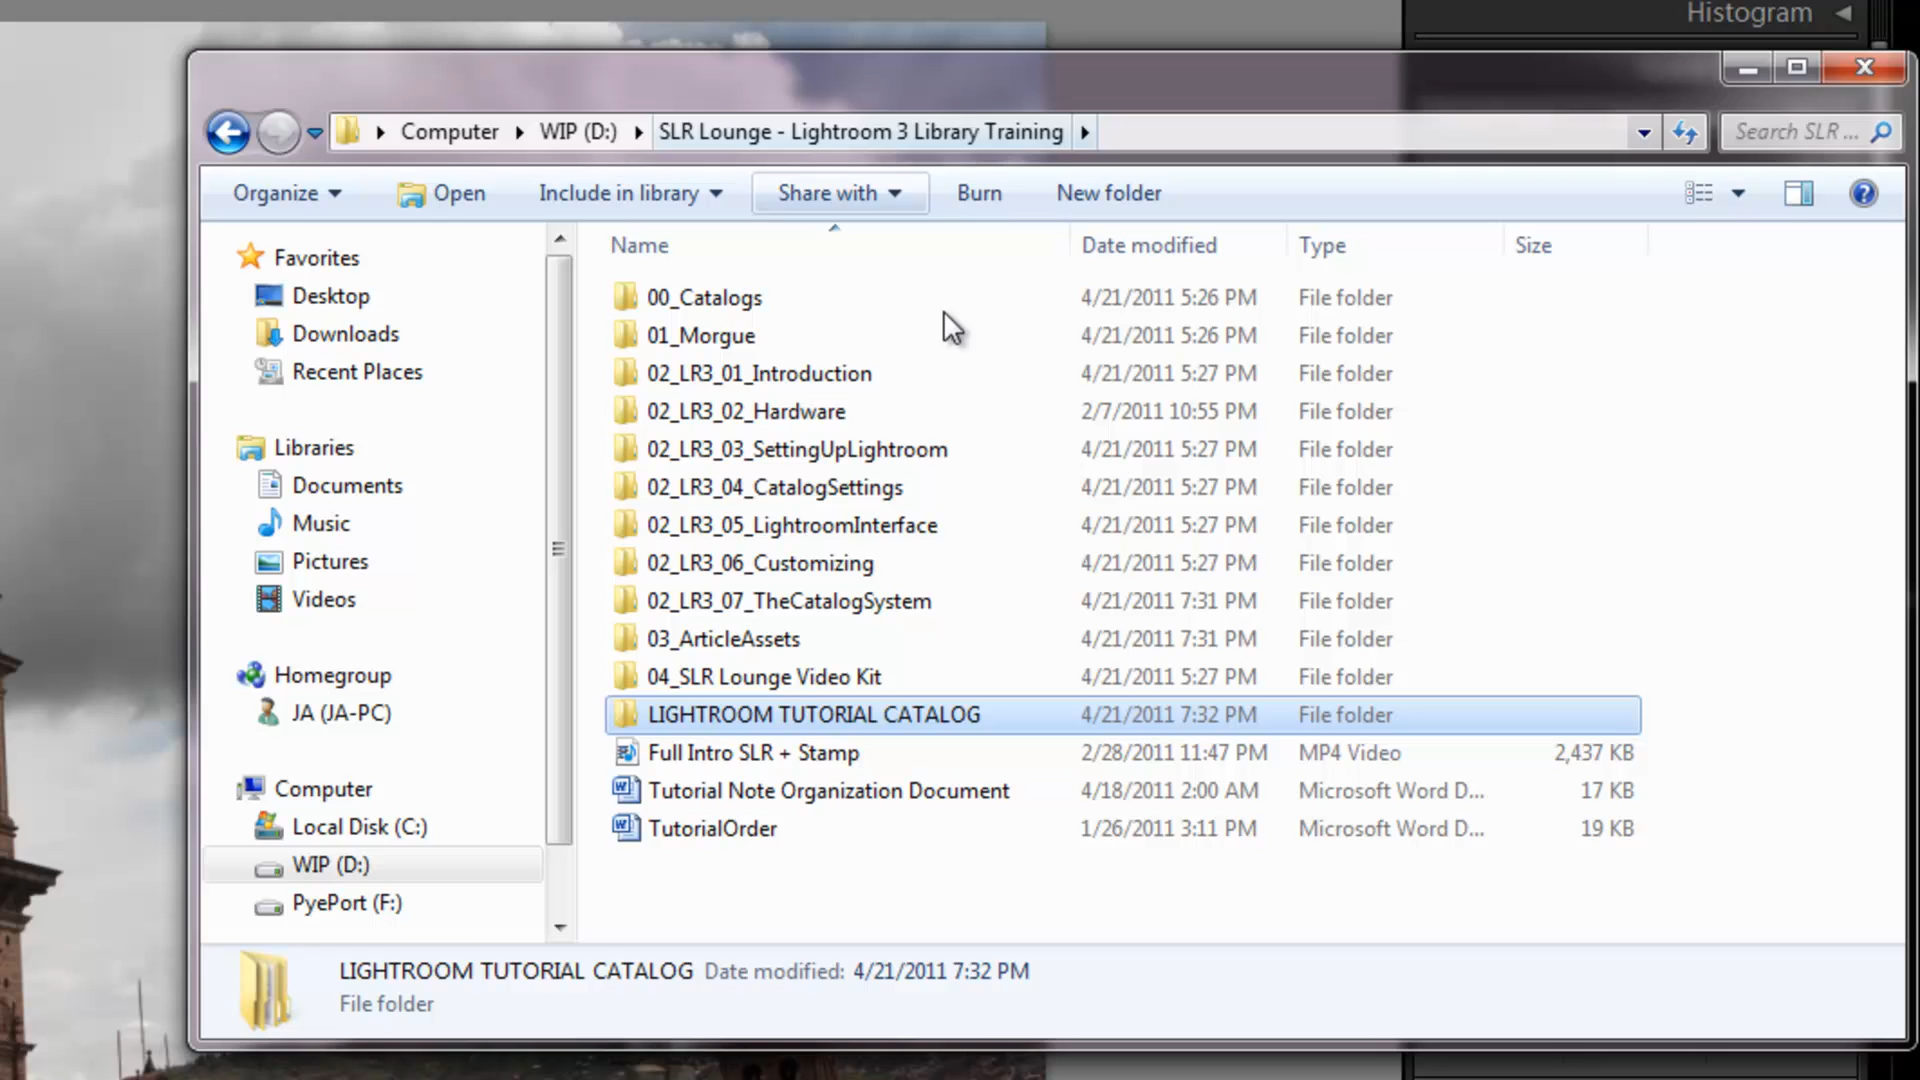 Histogram
Computer WIP (D:) SLR Lounge - Lightroom 3 Library Training Search SLR ...
Organize Open Include in library Share with Burn New folder
Name Date modified Type Size
Favorites
Desktop
Downloads
Recent Places
Libraries
Documents
Music
Pictures
Videos
Homegroup
JA (JA-PC)
Computer
Local Disk (C:)
WIP (D:)
PyePort (F:)
00_Catalogs 4/21/2011 5:26 PM File folder
01_Morgue 4/21/2011 5:26 PM File folder
02_LR3_01_Introduction 4/21/2011 5:27 PM File folder
02_LR3_02_Hardware 2/7/2011 10:55 PM File folder
02_LR3_03_SettingUpLightroom 4/21/2011 5:27 PM File folder
02_LR3_04_CatalogSettings 4/21/2011 5:27 PM File folder
02_LR3_05_LightroomInterface 4/21/2011 5:27 PM File folder
02_LR3_06_Customizing 4/21/2011 5:27 PM File folder
02_LR3_07_TheCatalogSystem 4/21/2011 7:31 PM File folder
03_ArticleAssets 4/21/2011 7:31 PM File folder
04_SLR Lounge Video Kit 4/21/2011 5:27 PM File folder
LIGHTROOM TUTORIAL CATALOG 4/21/2011 7:32 PM File folder
Full Intro SLR + Stamp 2/28/2011 11:47 PM MP4 Video 2,437 KB
Tutorial Note Organization Document 4/18/2011 2:00 AM Microsoft Word D... 17 KB
TutorialOrder 1/26/2011 3:11 PM Microsoft Word D... 19 KB
LIGHTROOM TUTORIAL CATALOG Date modified: 4/21/2011 7:32 PM
File folder